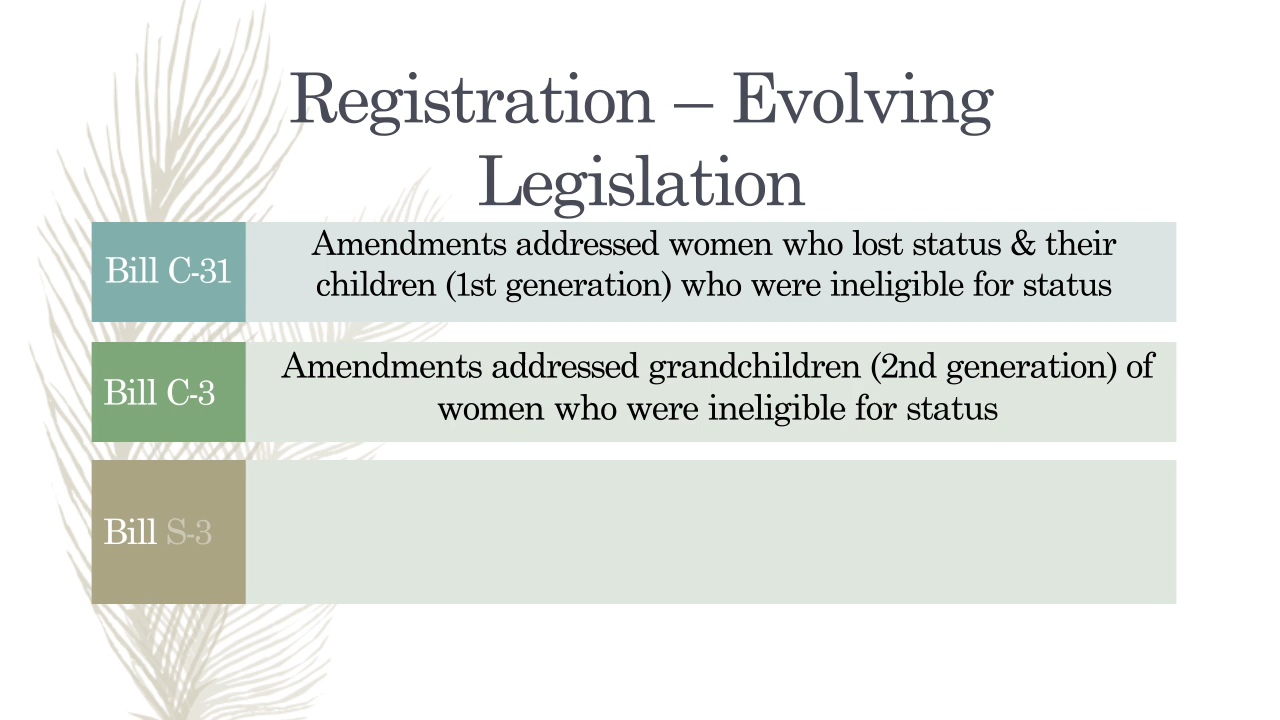 Registration – Evolving
Legislation
Bill C-31
Amendments addressed women who lost status & their
children (1st generation) who were ineligible for status
Bill C-3
Amendments addressed grandchildren (2nd generation) of
women who were ineligible for status
Bill S-3